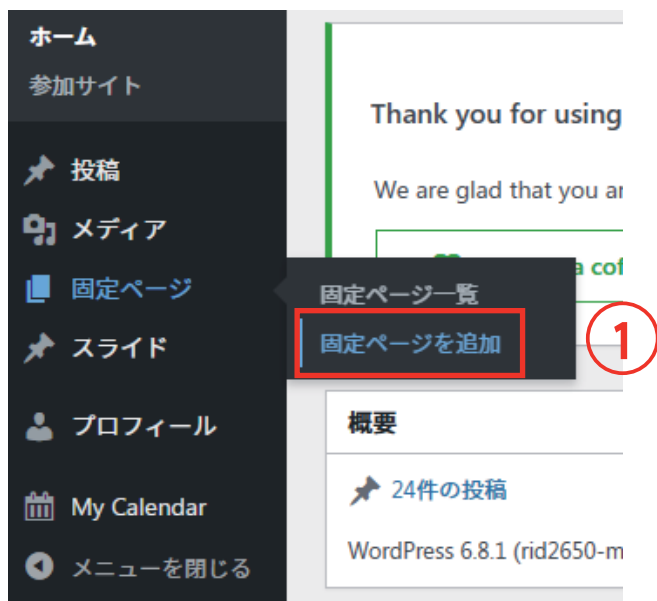 ホーム
参加サイト
投稿
メディア
固定ページ
スライド
プロフィール
My Calendar
メニューを閉じる
固定ページ一覧
固定ページを追加
1
Thank you for using
We are glad that you
a
概要
24件の投稿
WordPress 6.8.1 (rid2650-m